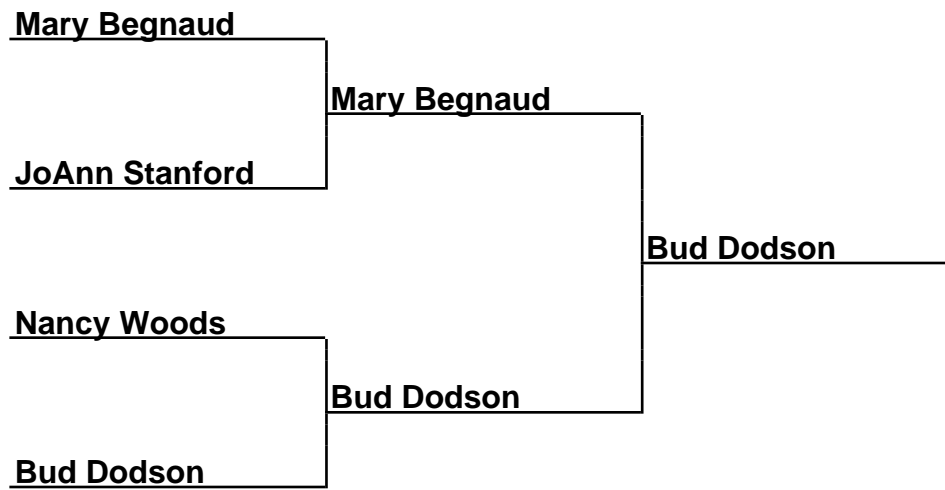 Mary Begnaud
Mary Begnaud
JoAnn Stanford
Bud Dodson
Nancy Woods
Bud Dodson
Bud Dodson